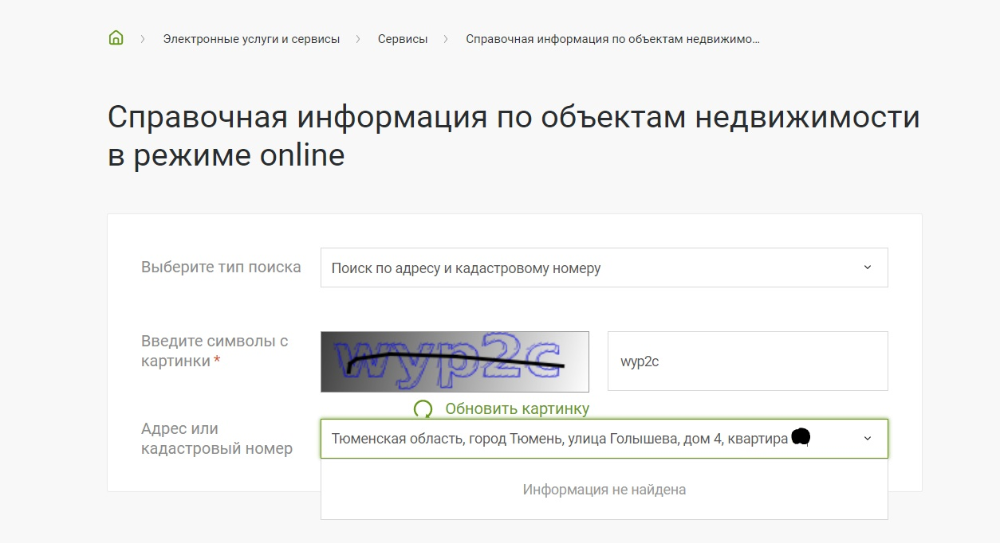 Электронные услуги и сервисы Сервисы Справочная информация по объектам недвижимо...
Справочная информация по объектам недвижимости
в режиме online
Выберите тип поиска
Поиск по адресу и кадастровому номеру
Введите символы с
картинки *
wyp2c
wyp2c
Обновить картинку
Адрес или
кадастровый номер
Тюменская область, город Тюмень, улица Голышева, дом 4, квартира
Информация не найдена